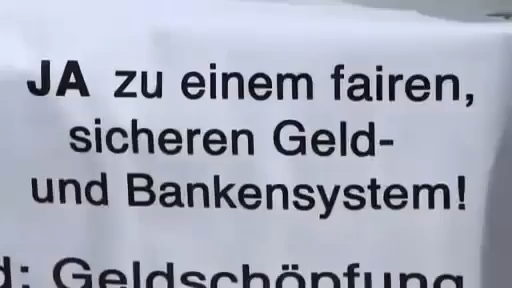 JA zu einem fairen,
sicheren Geld-
und Bankensystem!
d: Geldschöpfung